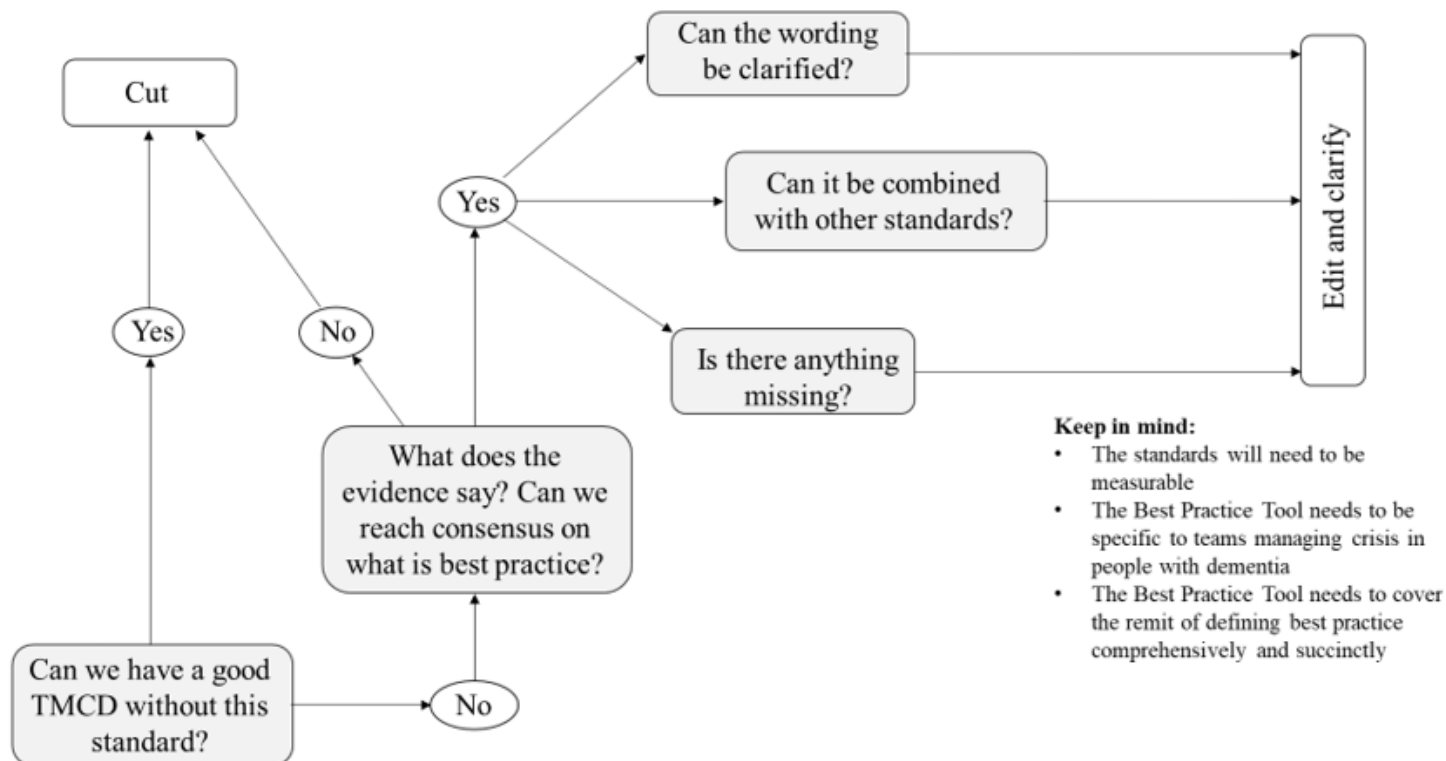 Can the wording
be clarified?
Cut
Yes
Can it be combined
with other standards?
Edit and clarify
Yes
No
Is there anything
missing?
What does the
evidence say? Can we
reach consensus on
what is best practice?
Can we have a good
TMCD without this
standard?
No
Keep in mind:
• The standards will need to be
measurable
• The Best Practice Tool needs to be
specific to teams managing crisis in
people with dementia
• The Best Practice Tool needs to cover
the remit of defining best practice
comprehensively and succinctly